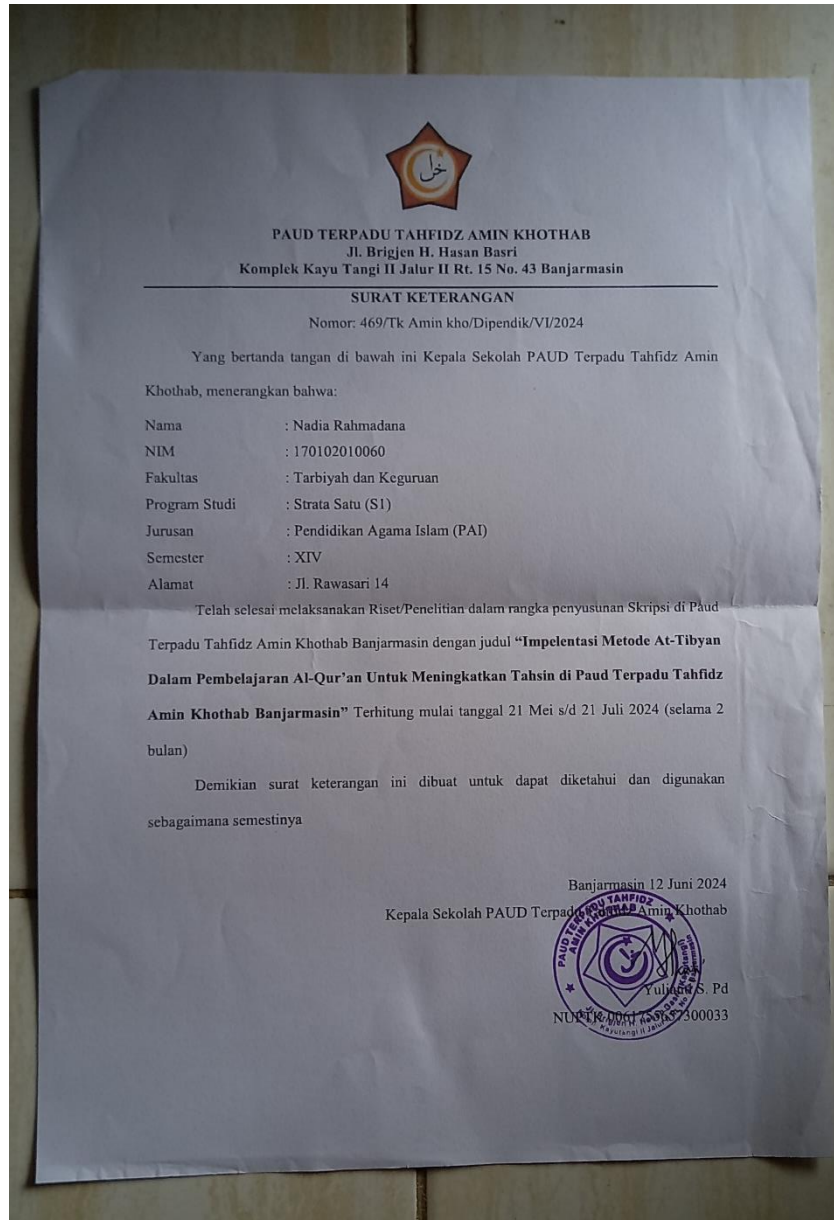 PAUD TERPADU TAHFIDZ AMIN KHOTHAB
Jl. Brigjen H. Hasan Basri
Komplek Kayu Tangi II Jalur II Rt. 15 No. 43 Banjarmasin
SURAT KETERANGAN
Nomor: 469/Tk Amin kho/Dipendik/VI/2024
Yang bertanda tangan di bawah ini Kepala Sekolah PAUD Terpadu Tahfidz Amin
Khothab, menerangkan bahwa:
Nama : Nadia Rahmadana
NIM : 170102010060
Fakultas : Tarbiyah dan Keguruan
Program Studi : Strata Satu (S1)
Jurusan : Pendidikan Agama Islam (PAI)
Semester : XIV
Alamat : Jl. Rawasari 14
Telah selesai melaksanakan Riset/Penelitian dalam rangka penyusunan Skripsi di Paud
Terpadu Tahfidz Amin Khothab Banjarmasin dengan judul “Impelentasi Metode At-Tibyan
Dalam Pembelajaran Al-Qur’an Untuk Meningkatkan Tahsin di Paud Terpadu Tahfidz
Amin Khothab Banjarmasin” Terhitung mulai tanggal 21 Mei s/d 21 Juli 2024 (selama 2
bulan)
Demikian surat keterangan ini dibuat untuk dapat diketahui dan digunakan
sebagaimana semestinya
Banjarmasin 12 Juni 2024
Kepala Sekolah PAUD Terpadu Amin Khothab
PAUD TERPADU TAHFIDZ
AMIN KHOTHAB
S. Pd